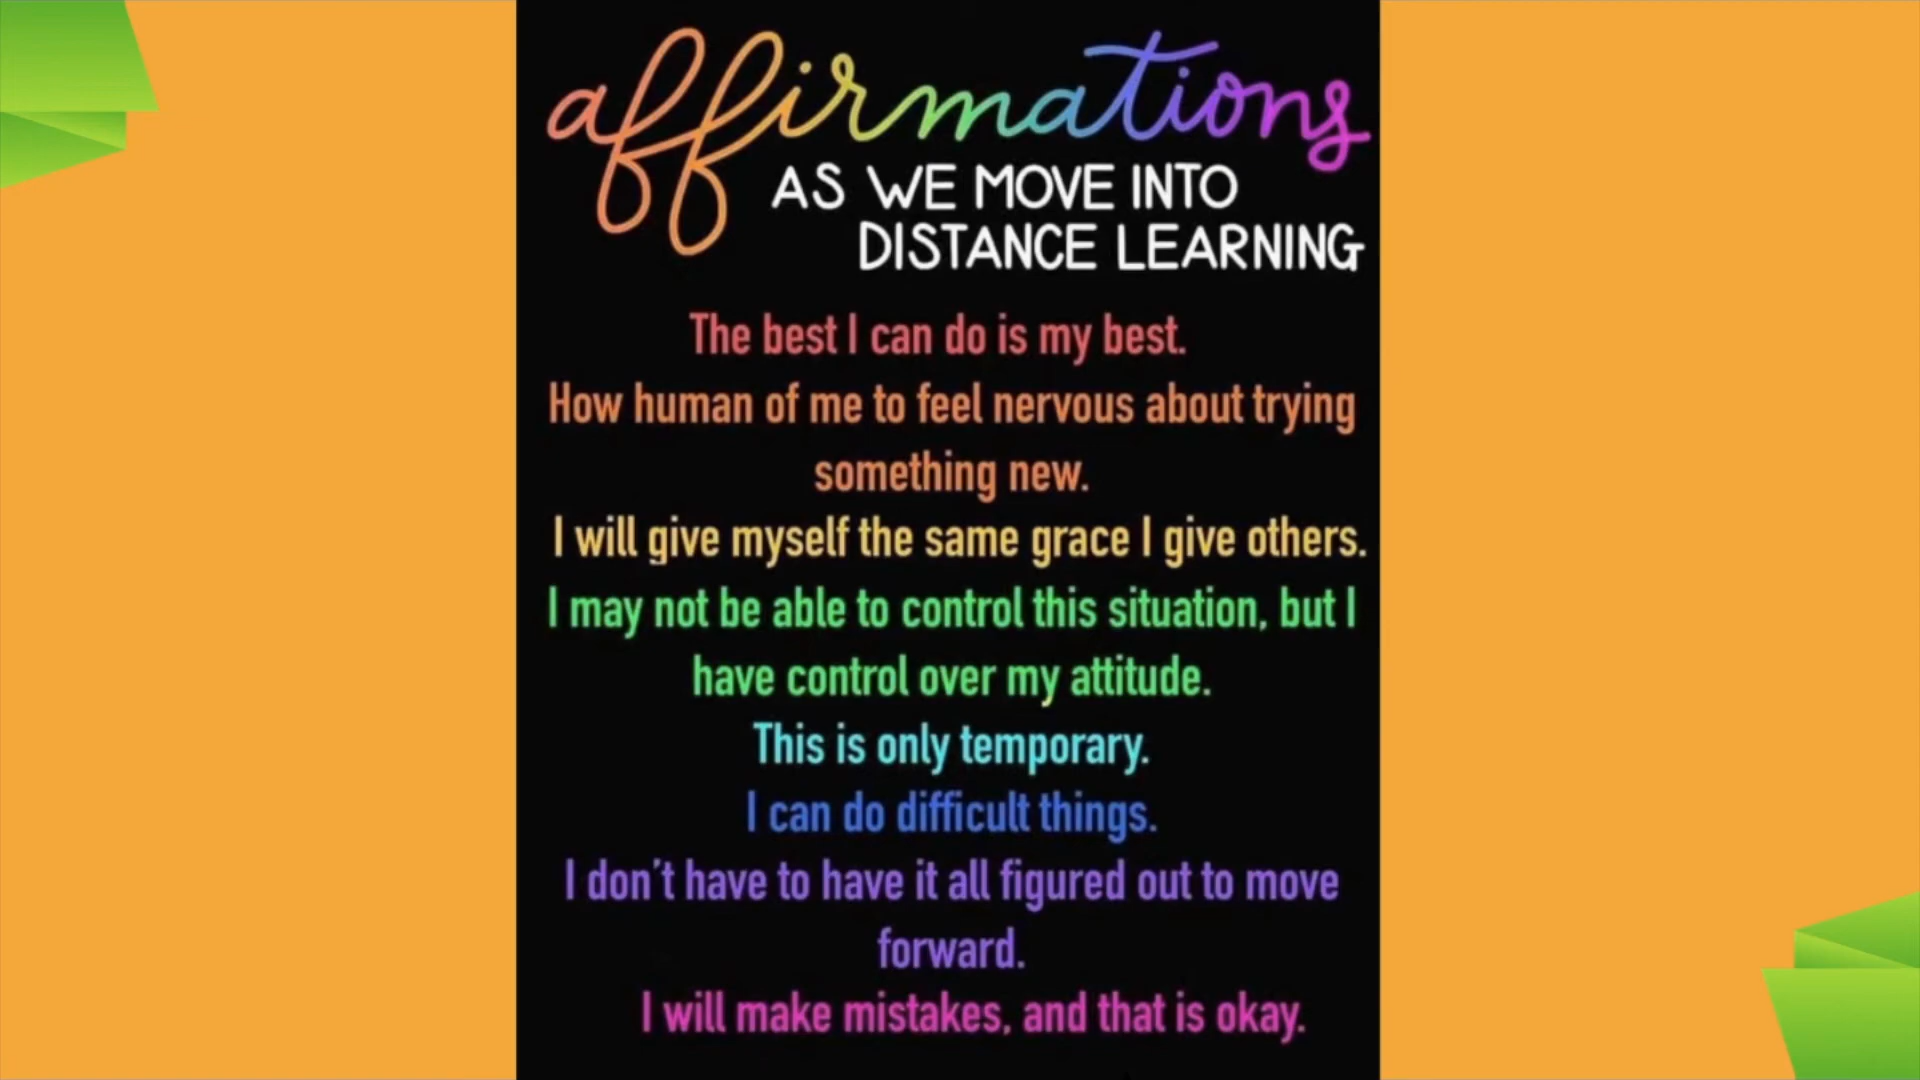 affirmations
AS WE MOVE INTO
DISTANCE LEARNING
The best I can do is my best.
How human of me to feel nervous about trying
something new.
I will give myself the same grace I give others.
I may not be able to control this situation, but I
have control over my attitude.
This is only temporary.
I can do difficult things.
I don't have to have it all figured out to move
forward.
I will make mistakes, and that is okay.